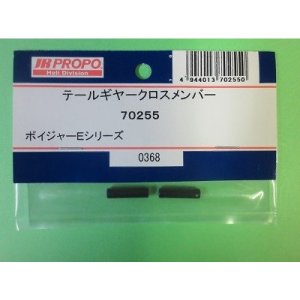 JR PROPO
Heli Division
4 944013 702550
テールギヤークロスメンバー
70255
ボイジャーEシリーズ
0368